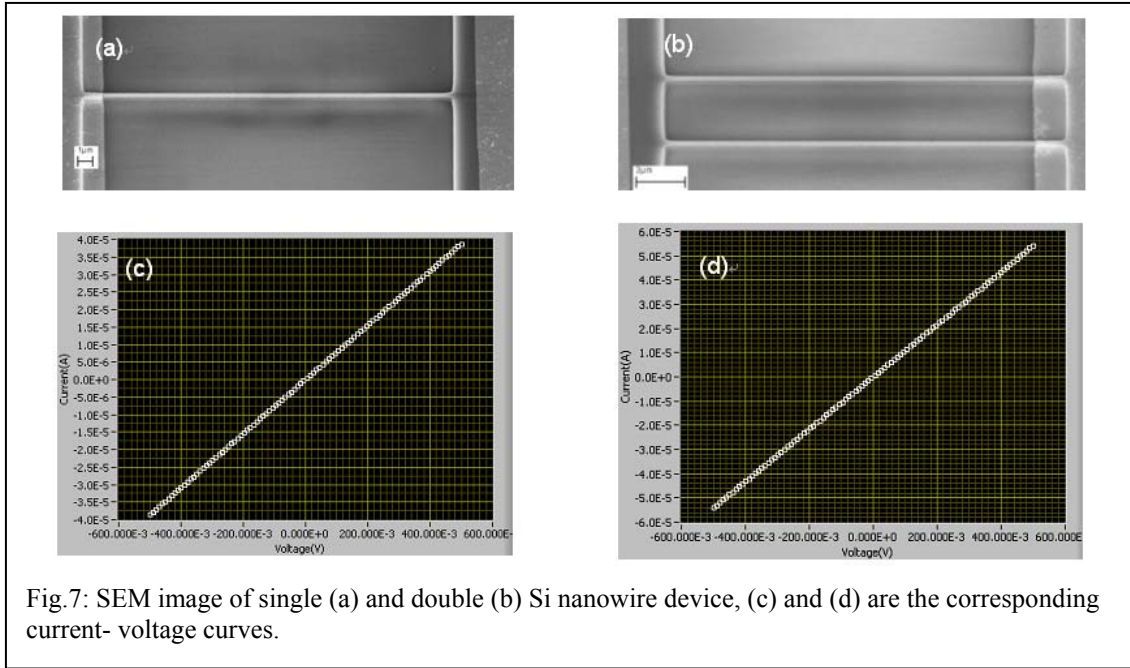 (a)
1μm
(b)
(c)
4.0E-5
3.5E-5
3.0E-5
2.5E-5
2.0E-5
1.5E-5
1.0E-5
5.0E-6
0.0E+0
-5.0E-6
-1.0E-5
-1.5E-5
-2.0E-5
-2.5E-5
-3.0E-5
-3.5E-5
-4.0E-5
Current(A)
-600.000E-3 -400.000E-3 -200.000E-3 0.000E+0 200.000E-3 400.000E-3 600.000E-
Voltage(V)
(d)
6.0E-5
5.0E-5
4.0E-5
3.0E-5
2.0E-5
1.0E-5
0.0E+0
-1.0E-5
-2.0E-5
-3.0E-5
-4.0E-5
-5.0E-5
-6.0E-5
Current(A)
-600.000E-3 -400.000E-3 -200.000E-3 0.000E+0 200.000E-3 400.000E-3 600.000
Voltage(V)
Fig.7: SEM image of single (a) and double (b) Si nanowire device, (c) and (d) are the corresponding
current- voltage curves.